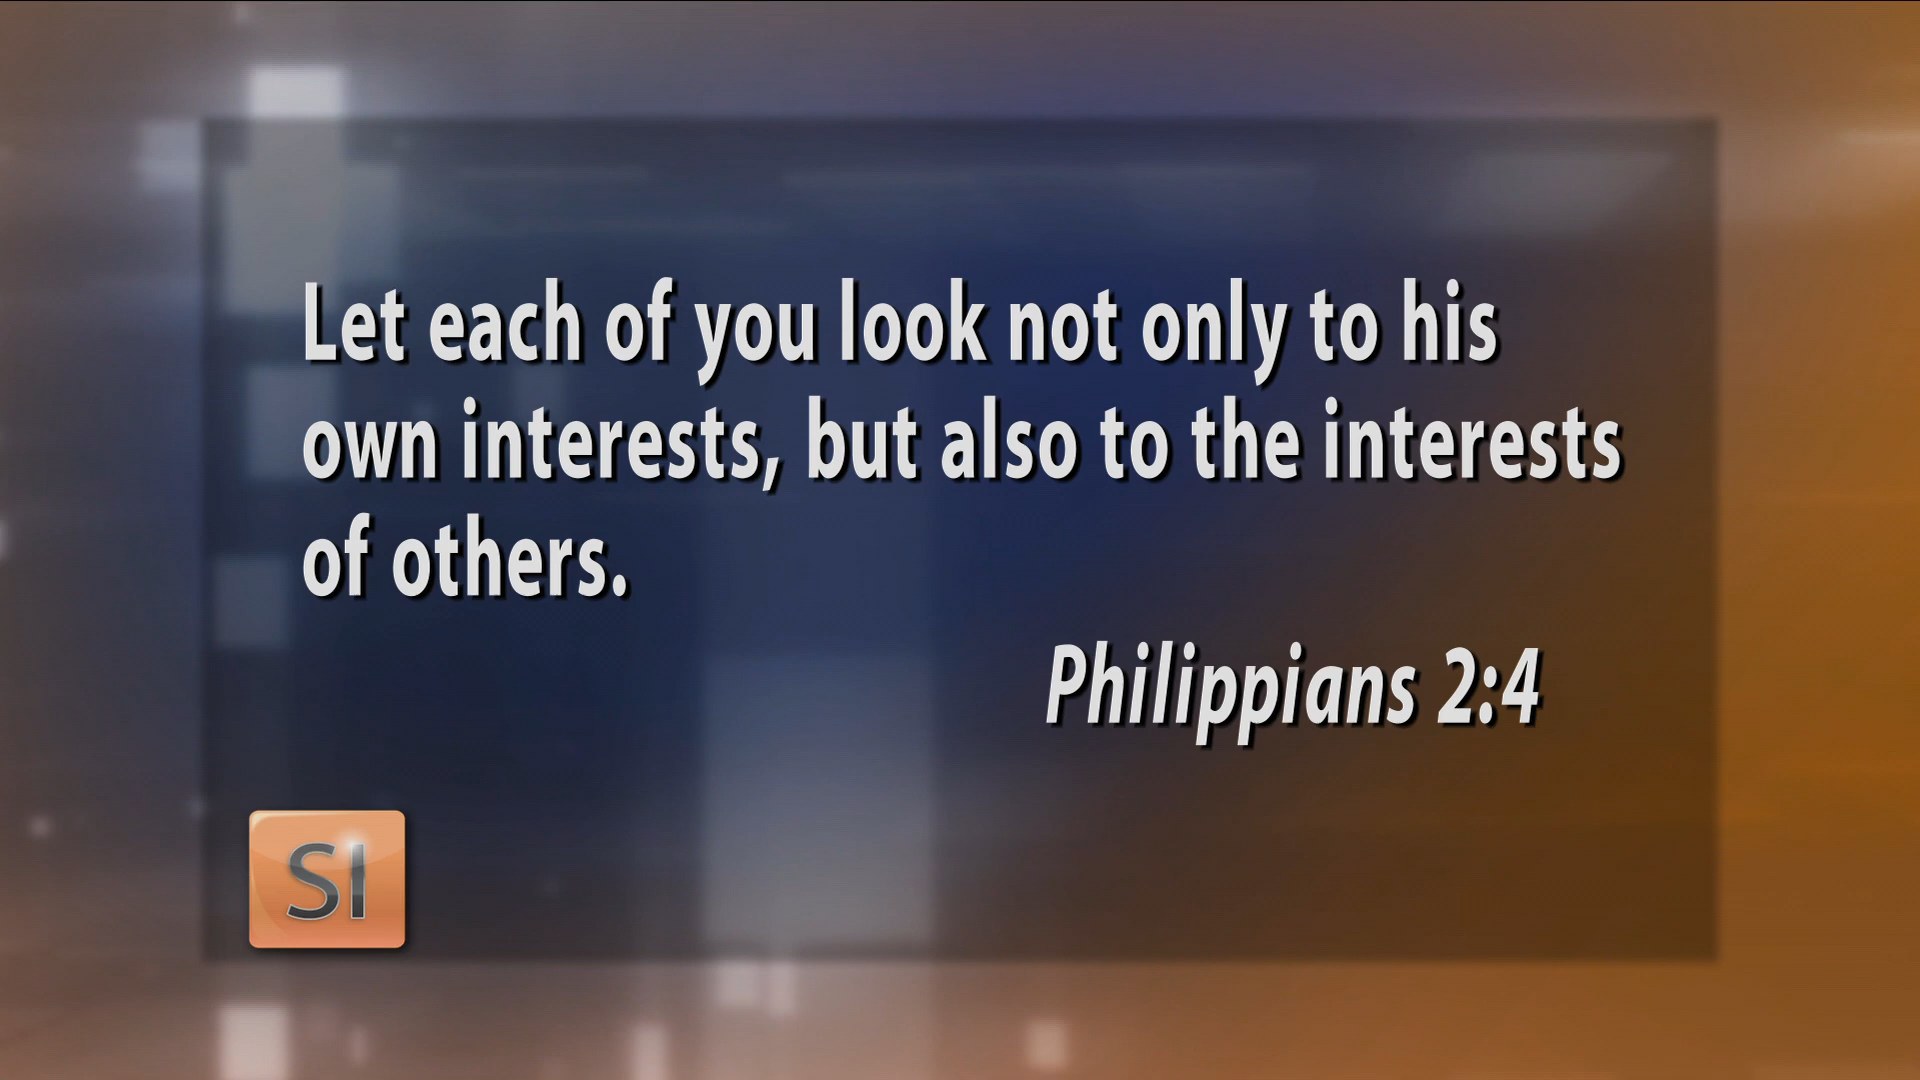 Let each of you look not only to his
own interests, but also to the interests
of others.
Philippians 2:4
SI